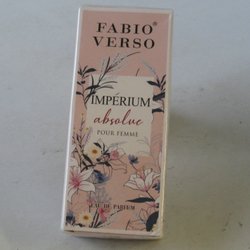 FABIO®
VERSO
IMPÉRIUM
absolue
POUR FEMME
EAU DE PARFUM